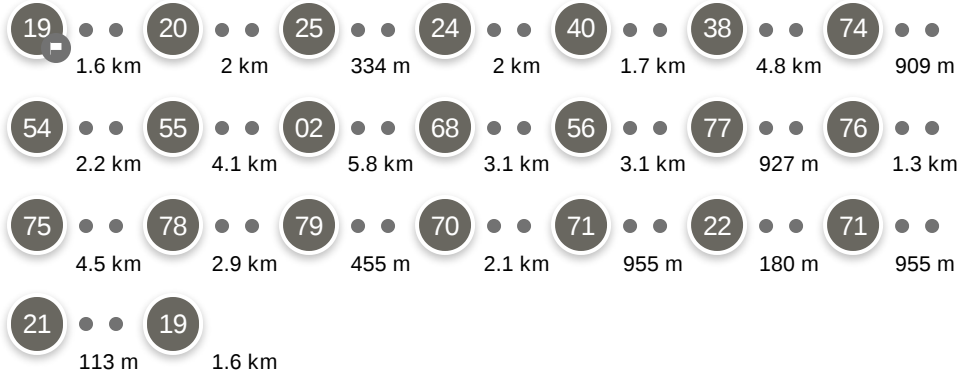 19 20 25 24 40 38 74
1.6 km 2 km 334 m 2 km 1.7 km 4.8 km 909 m
54 55 02 68 56 77 76
2.2 km 4.1 km 5.8 km 3.1 km 3.1 km 927 m 1.3 km
75 78 79 70 71 22 71
4.5 km 2.9 km 455 m 2.1 km 955 m 180 m 955 m
21 19
113 m 1.6 km